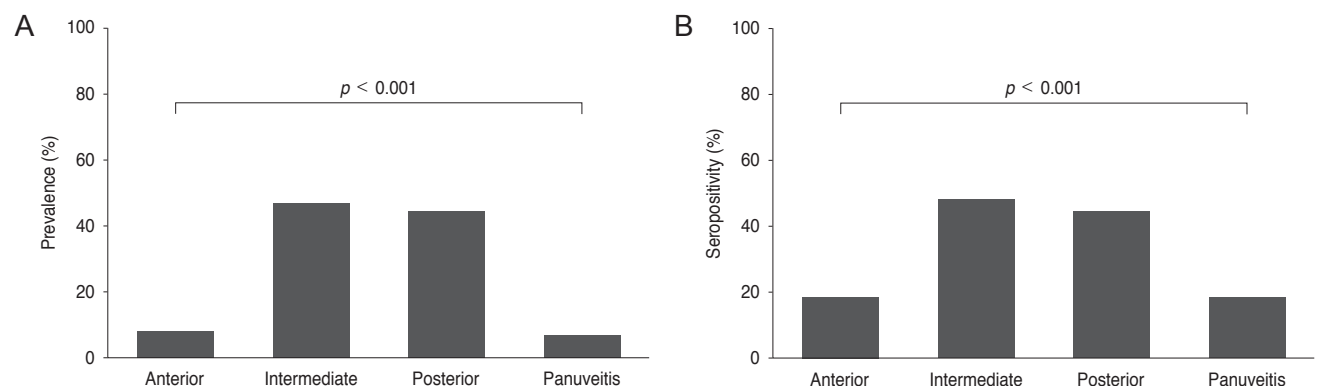 A
Prevalence (%)
100
80
60
40
20
0
p < 0.001
Anterior Intermediate Posterior Panuveitis
B
Seropositivity (%)
100
80
60
40
20
0
p < 0.001
Anterior Intermediate Posterior Panuveitis